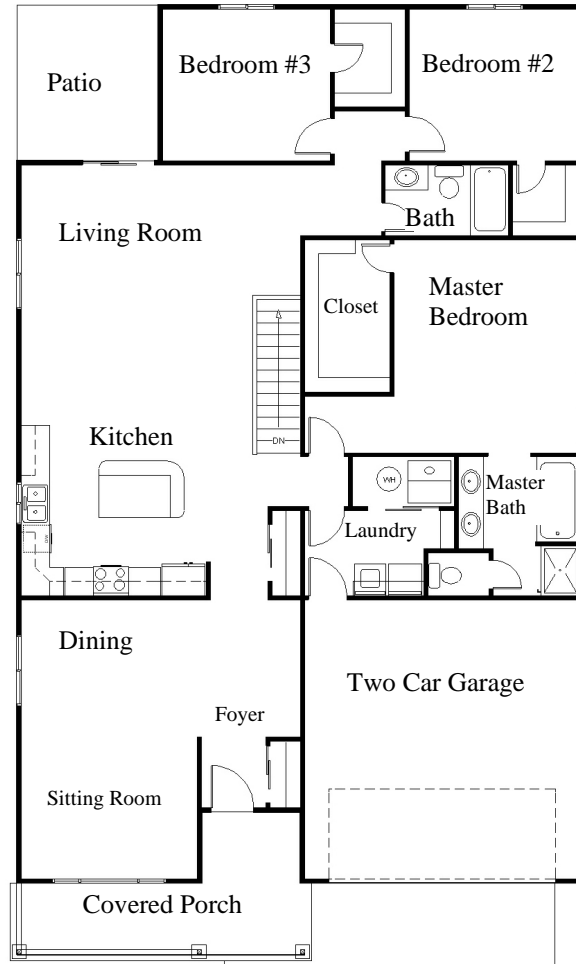 Bedroom #3
Bedroom #2
Patio
Bath
Living Room
Master
Bedroom
Closet
Kitchen
DN
WH
Master
Bath
Laundry
DW
Dining
Two Car Garage
Foyer
Sitting Room
Covered Porch